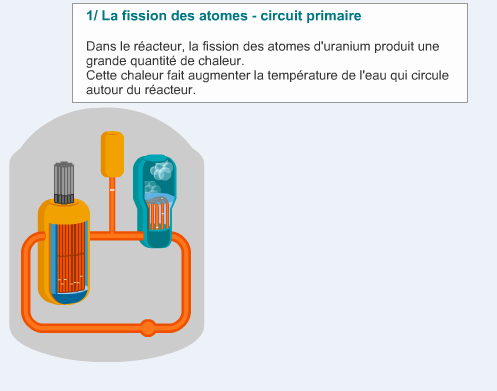 1/ La fission des atomes - circuit primaire
Dans le réacteur, la fission des atomes d'uranium produit une
grande quantité de chaleur.
Cette chaleur fait augmenter la température de l'eau qui circule
autour du réacteur.